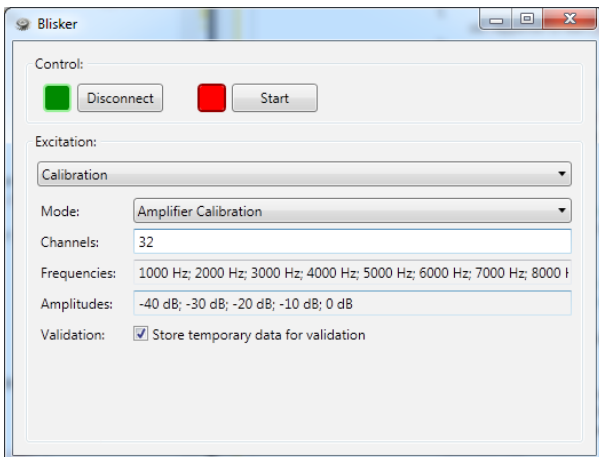 Blisker
Control:
Disconnect
Start
Excitation:
Calibration
Mode: Amplifier Calibration
Channels: 32
Frequencies: 1000 Hz; 2000 Hz; 3000 Hz; 4000 Hz; 5000 Hz; 6000 Hz; 7000 Hz; 8000 H
Amplitudes: -40 dB; -30 dB; -20 dB; -10 dB; 0 dB
Validation: Store temporary data for validation